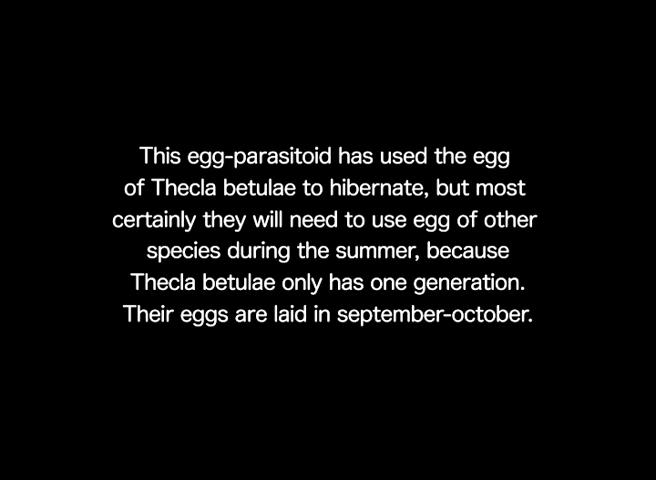 This egg-parasitoid has used the egg
of Thecla betulae to hibernate, but most
certainly they will need to use egg of other
species during the summer, because
Thecla betulae only has one generation.
Their eggs are laid in september-october.